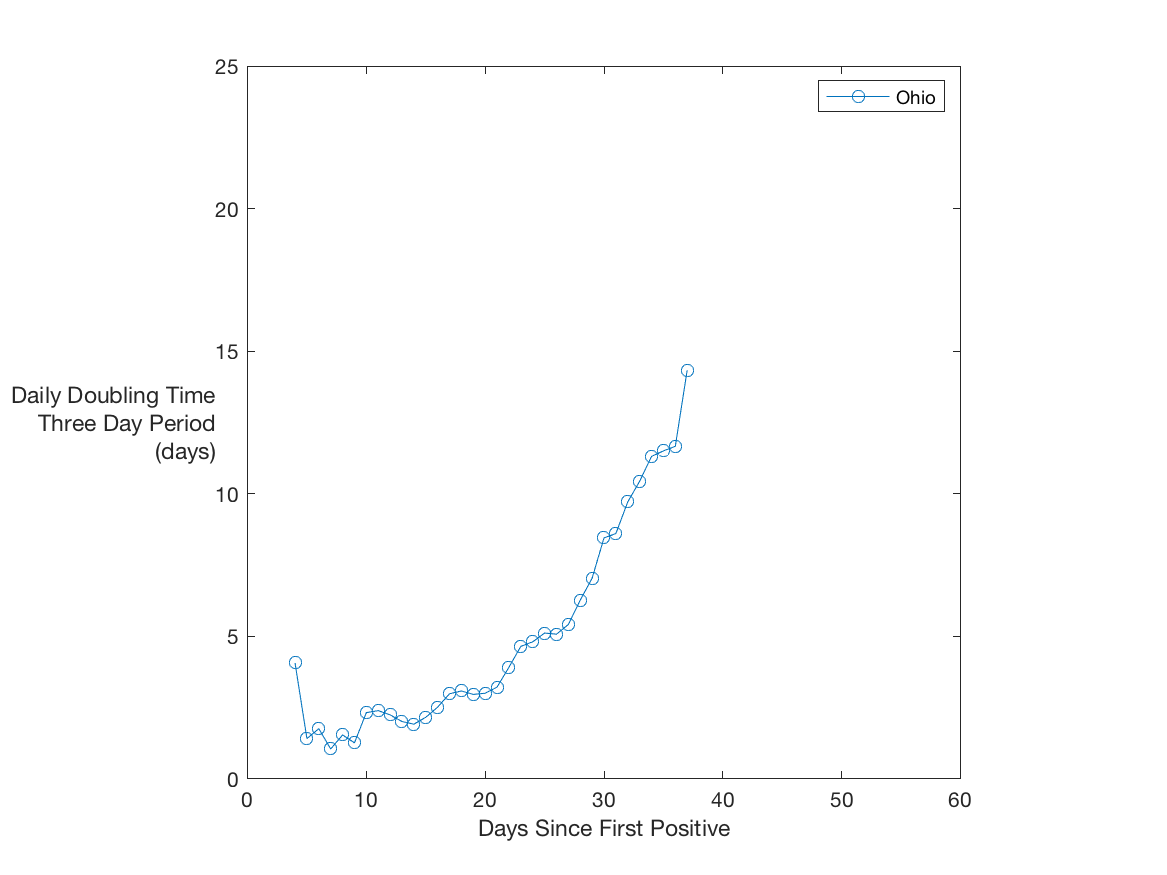 25
Ohio
20
15
Daily Doubling Time
Three Day Period
(days)
10
5
0
0 10 20 30 40 50 60
Days Since First Positive